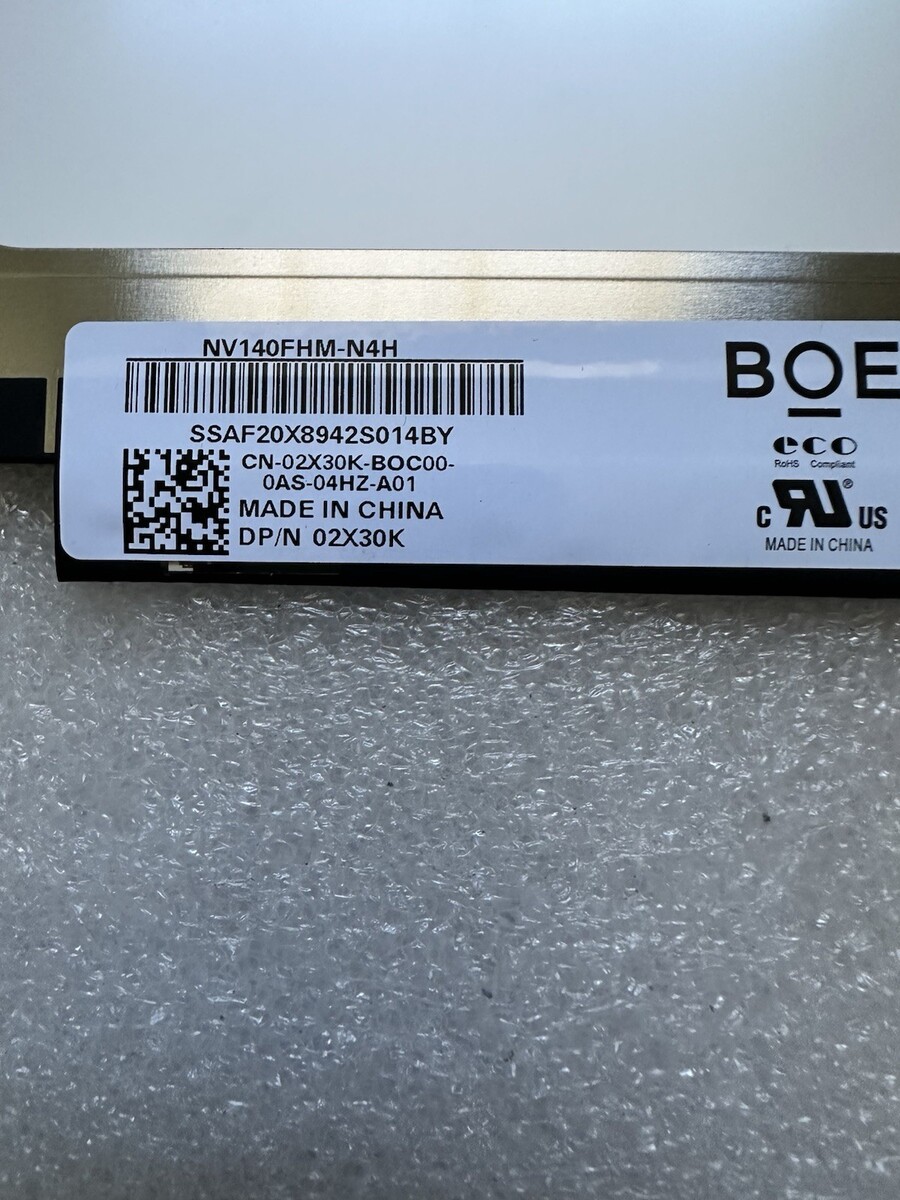 NV140FHM-N4H
SSAF20X8942S014BY
CN-02X30K-BOC00-
0AS-04HZ-A01
MADE IN CHINA
DP/N 02X30K
BOE
eco
RoHS Compliant
C RU® US
MADE IN CHINA